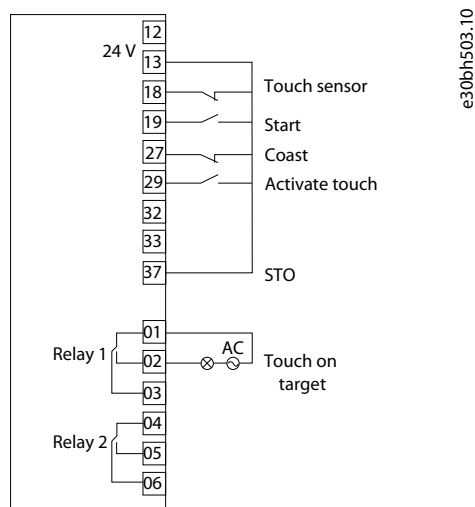 12
24 V
13
18
Touch sensor
19
Start
27
Coast
29
Activate touch
32
33
37
STO
01
Relay 1
02
AC
Touch on
target
03
04
Relay 2
05
06
e30bh503.10